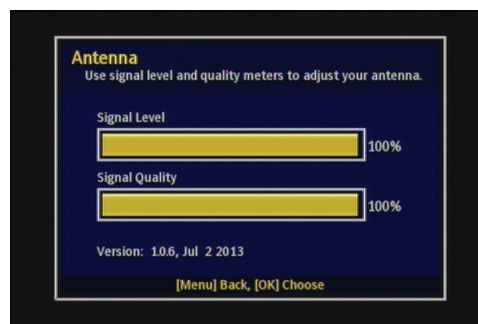 Antenna
Use signal level and quality meters to adjust your antenna.
Signal Level
100%
Signal Quality
100%
Version: 1.0.6, Jul 2 2013
[Menu] Back, [OK] Choose